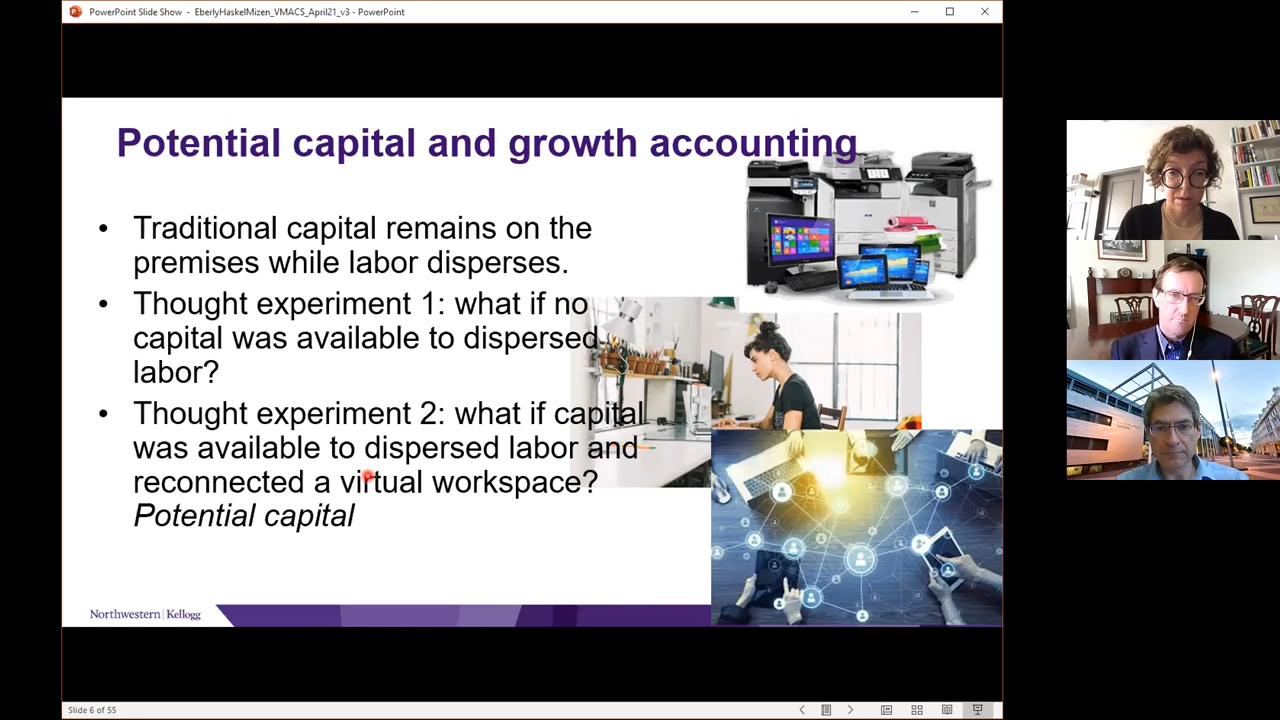 PowerPoint Slide Show - EberlyHaskelMizen_VMACS_April21_v3 - PowerPoint
Potential capital and growth accounting
• Traditional capital remains on the
premises while labor disperses.
• Thought experiment 1: what if no
capital was available to dispersed
labor?
• Thought experiment 2: what if capital
was available to dispersed labor and
reconnected a virtual workspace?
Potential capital
Northwestern | Kellogg
Slide 6 of 55